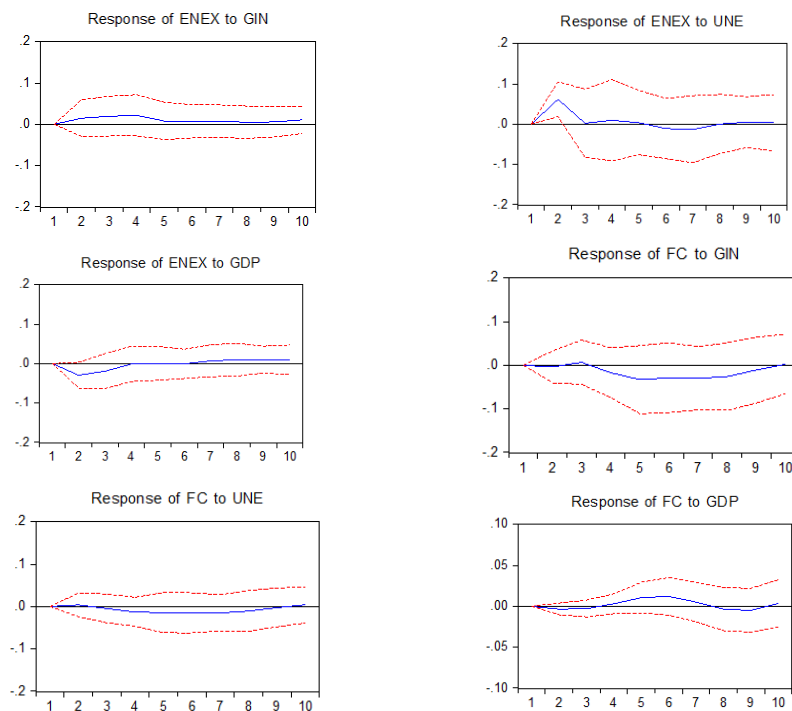 Response of ENEX to GIN
.2
.1
.0
-.1
-.2
1 2 3 4 5 6 7 8 9 10
Response of ENEX to UNE
.2
.1
.0
-.1
-.2
1 2 3 4 5 6 7 8 9 10
Response of ENEX to GDP
.2
.1
.0
-.1
-.2
1 2 3 4 5 6 7 8 9 10
Response of FC to GIN
.2
.1
.0
-.1
-.2
1 2 3 4 5 6 7 8 9 10
Response of FC to UNE
.2
.1
.0
-.1
-.2
1 2 3 4 5 6 7 8 9 10
Response of FC to GDP
.10
.05
.00
-.05
-.10
1 2 3 4 5 6 7 8 9 10